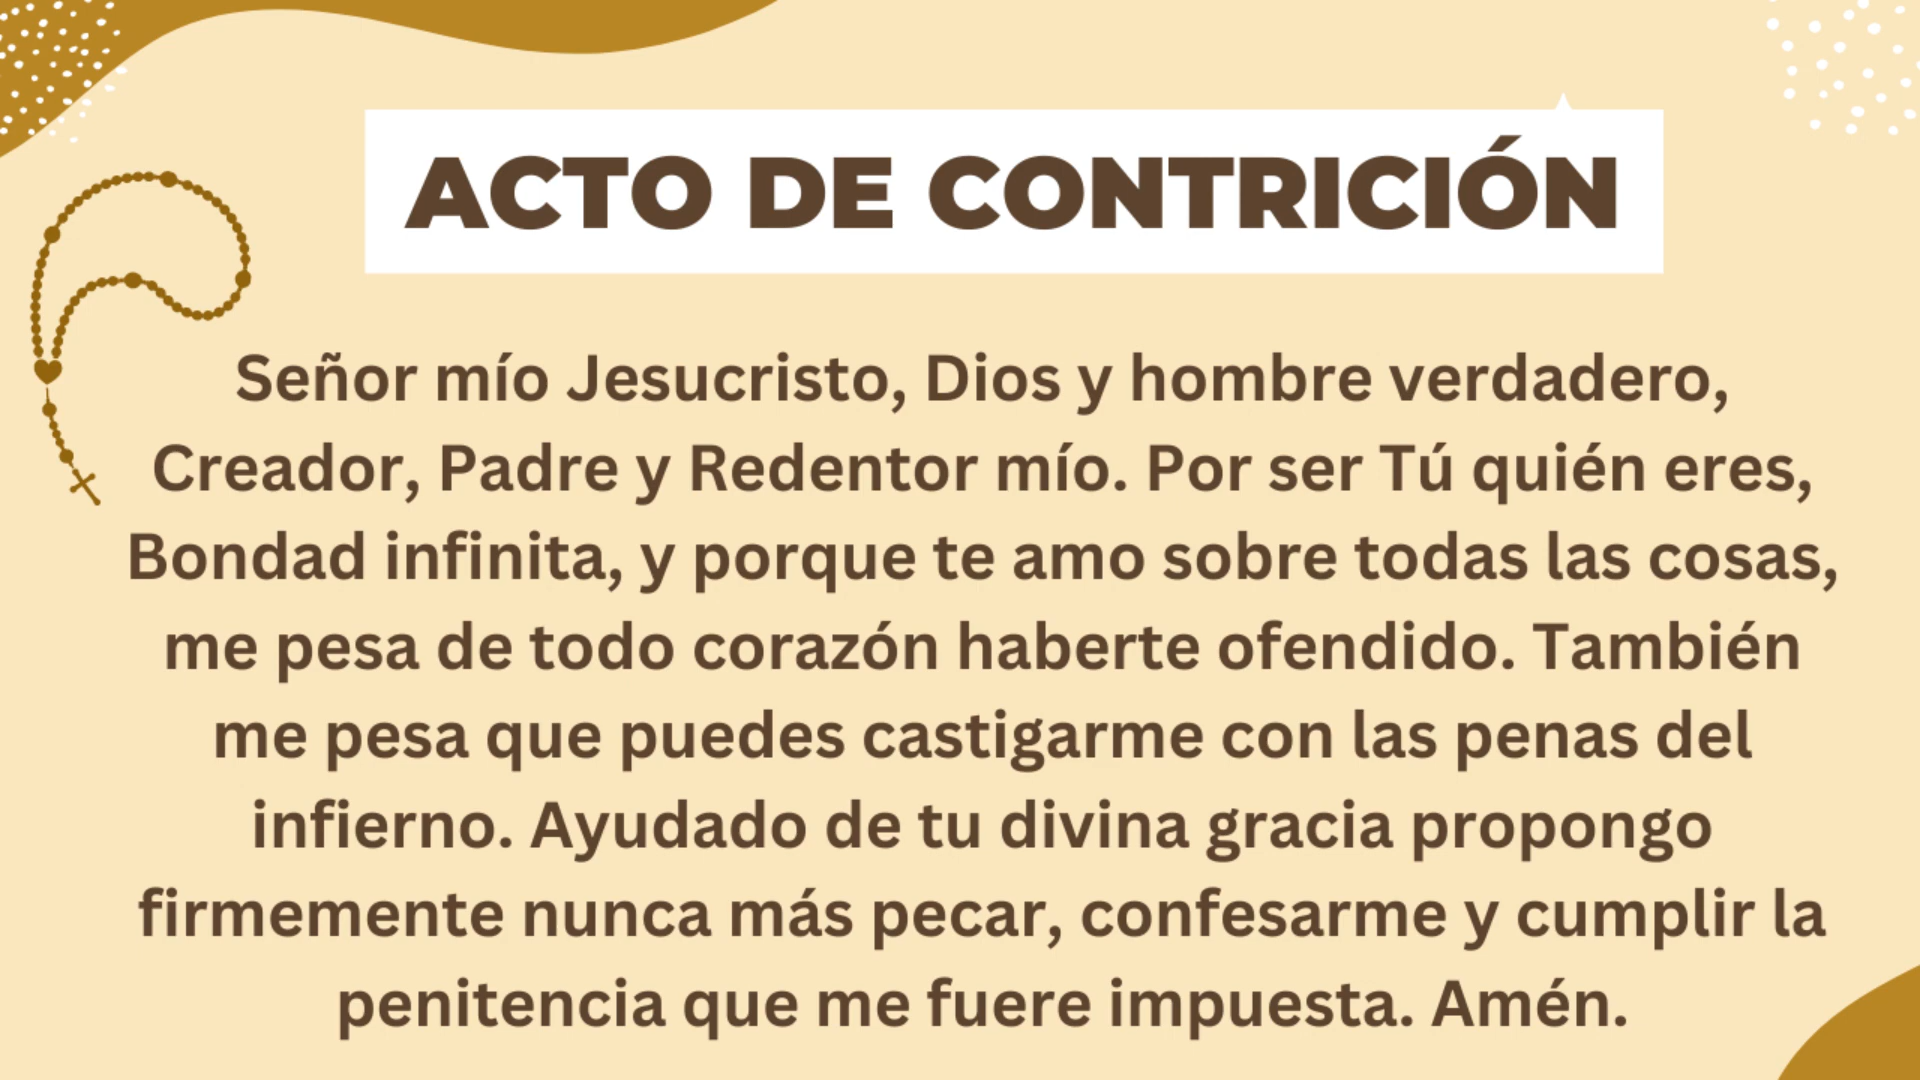 ACTO DE CONTRICIÓN
Señor mío Jesucristo, Dios y hombre verdadero,
Creador, Padre y Redentor mío. Por ser Tú quién eres,
Bondad infinita, y porque te amo sobre todas las cosas,
me pesa de todo corazón haberte ofendido. También
me pesa que puedes castigarme con las penas del
infierno. Ayudado de tu divina gracia propongo
firmemente nunca más pecar, confesarme y cumplir la
penitencia que me fuere impuesta. Amén.